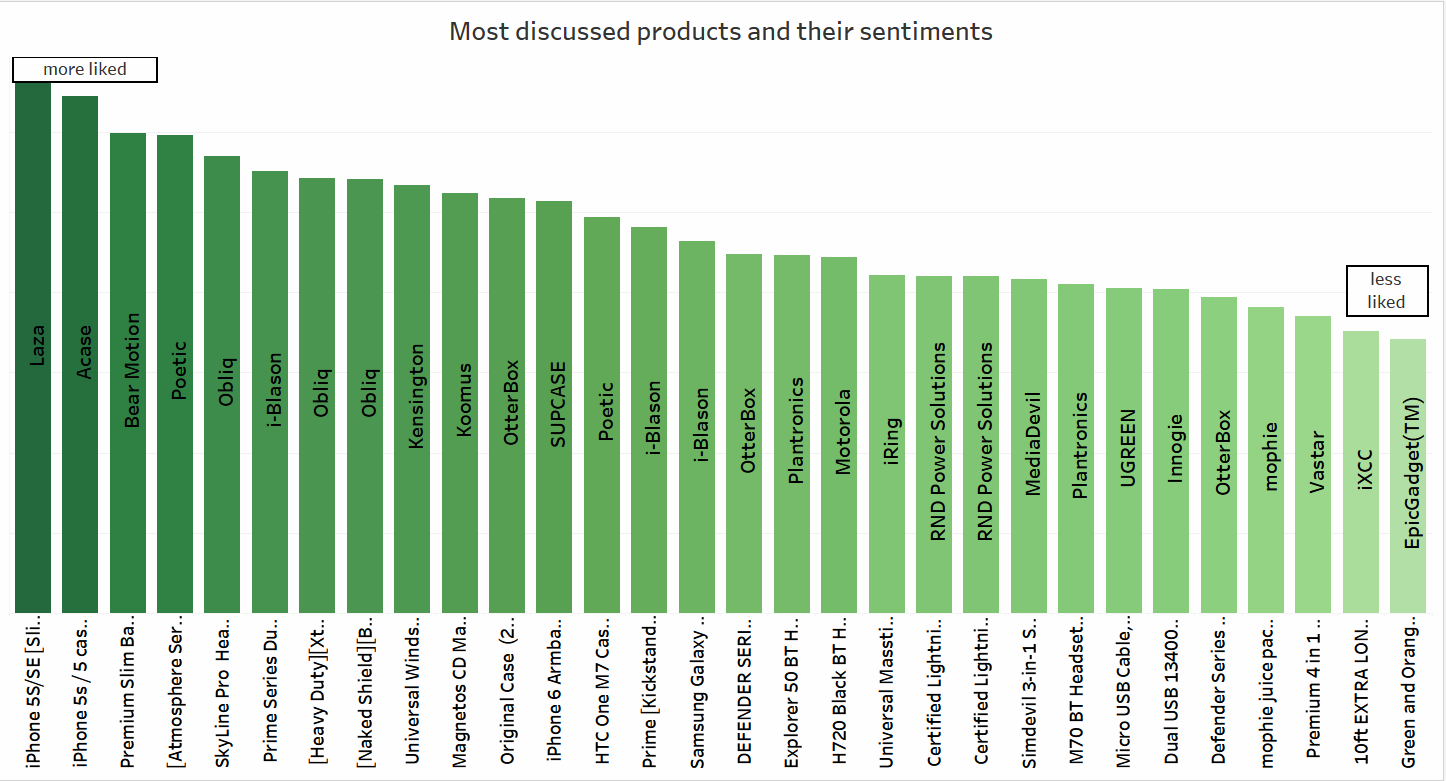 Most discussed products and their sentiments
more liked
less
liked
Laza
Acase
Bear Motion
Poetic
Obliq
i-Blason
Obliq
Obliq
Kensington
Koomus
OtterBox
SUPCASE
Poetic
i-Blason
i-Blason
OtterBox
Plantronics
Motorola
iRing
RND Power Solutions
RND Power Solutions
MediaDevil
Plantronics
UGREEN
Innogie
OtterBox
mophie
Vastar
iXCC
EpicGadget(TM)
iPhone 5S/SE [Sli..
iPhone 5s / 5 cas..
Premium Slim Ba..
[Atmosphere Ser..
SkyLine Pro Hea..
Prime Series Du..
[Heavy Duty][Xt..
[Naked Shield][B..
Universal Winds..
Magnetos CD Ma..
Original Case (2..
iPhone 6 Armba..
HTC One M7 Cas..
Prime [Kickstand..
Samsung Galaxy ..
DEFENDER SERI..
Explorer 50 BT H..
H720 Black BT H..
Universal Massti..
Certified Lightni..
Certified Lightni..
Simdevil 3-in-1 S..
M70 BT Headset..
Micro USB Cable,..
Dual USB 13400..
Defender Series ..
mophie juice pac..
Premium 4 in 1 ..
10ft EXTRA LON..
Green and Orang..